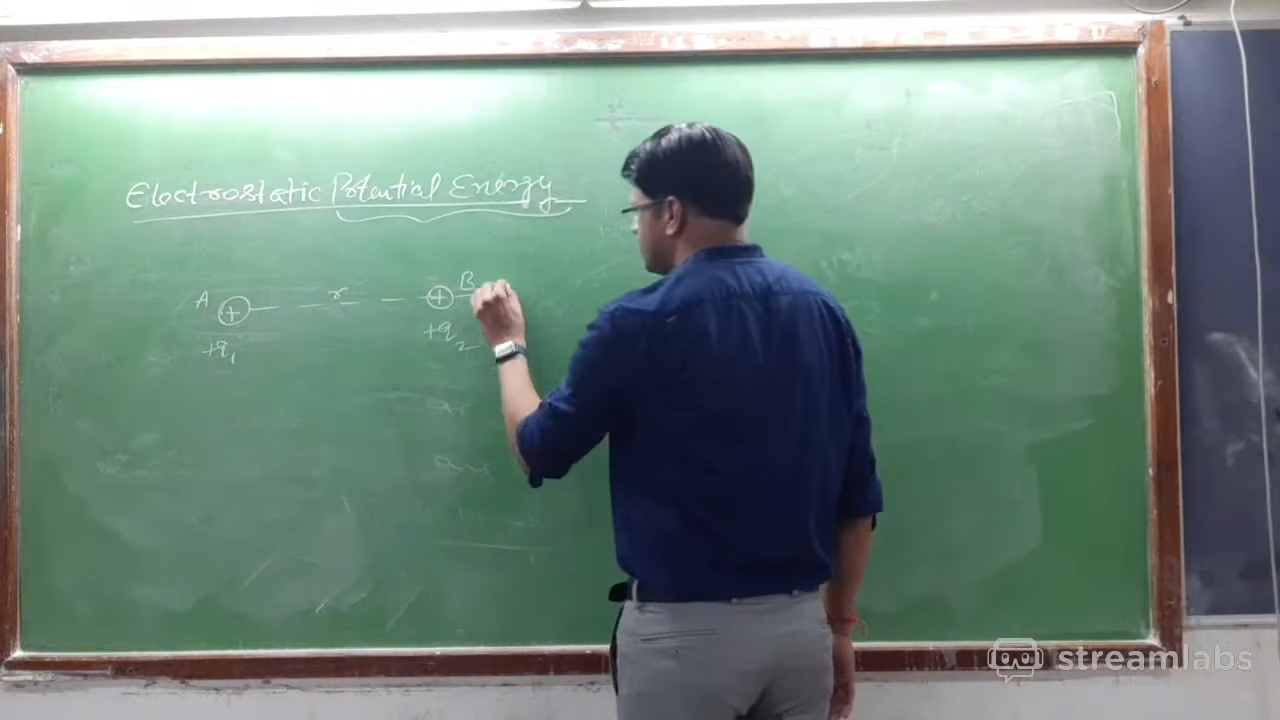 Electrostatic Potential Energy
A + r + B
+q1 +q2
streamlabs